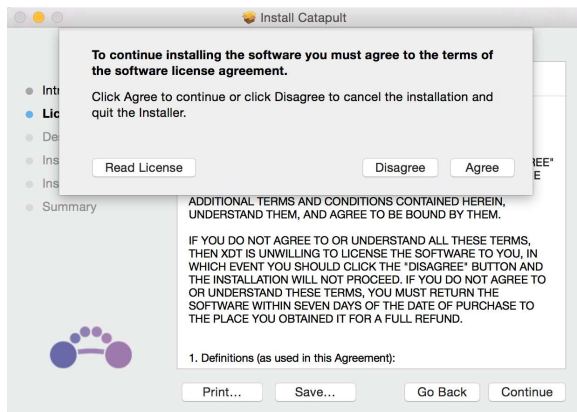 Install Catapult
To continue installing the software you must agree to the terms of
the software license agreement.
Click Agree to continue or click Disagree to cancel the installation and
quit the Installer.
Read License
Disagree
Agree
Summary
REE"
E
ADDITIONAL TERMS AND CONDITIONS CONTAINED HEREIN,
UNDERSTAND THEM, AND AGREE TO BE BOUND BY THEM.
IF YOU DO NOT AGREE TO OR UNDERSTAND ALL THESE TERMS,
THEN XDT IS UNWILLING TO LICENSE THE SOFTWARE TO YOU, IN
WHICH EVENT YOU SHOULD CLICK THE "DISAGREE" BUTTON AND
THE INSTALLATION WILL NOT PROCEED. IF YOU DO NOT AGREE TO
OR UNDERSTAND THESE TERMS, YOU MUST RETURN THE
SOFTWARE WITHIN SEVEN DAYS OF THE DATE OF PURCHASE TO
THE PLACE YOU OBTAINED IT FOR A FULL REFUND.
1. Definitions (as used in this Agreement):
Print...
Save...
Go Back
Continue